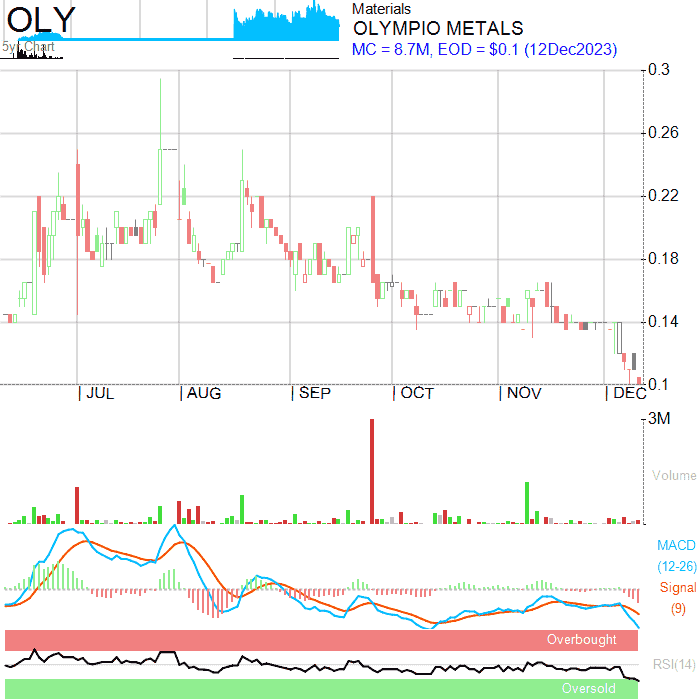 OLY
5yr Chart
Materials
OLYMPIO METALS
MC = 8.7M, EOD = $0.1 (12Dec2023)
0.3
0.26
0.22
0.18
0.14
0.1
JUL AUG SEP OCT NOV DEC
3M
Volume
MACD
(12-26)
Signal
(9)
Overbought
RSI(14)
Oversold